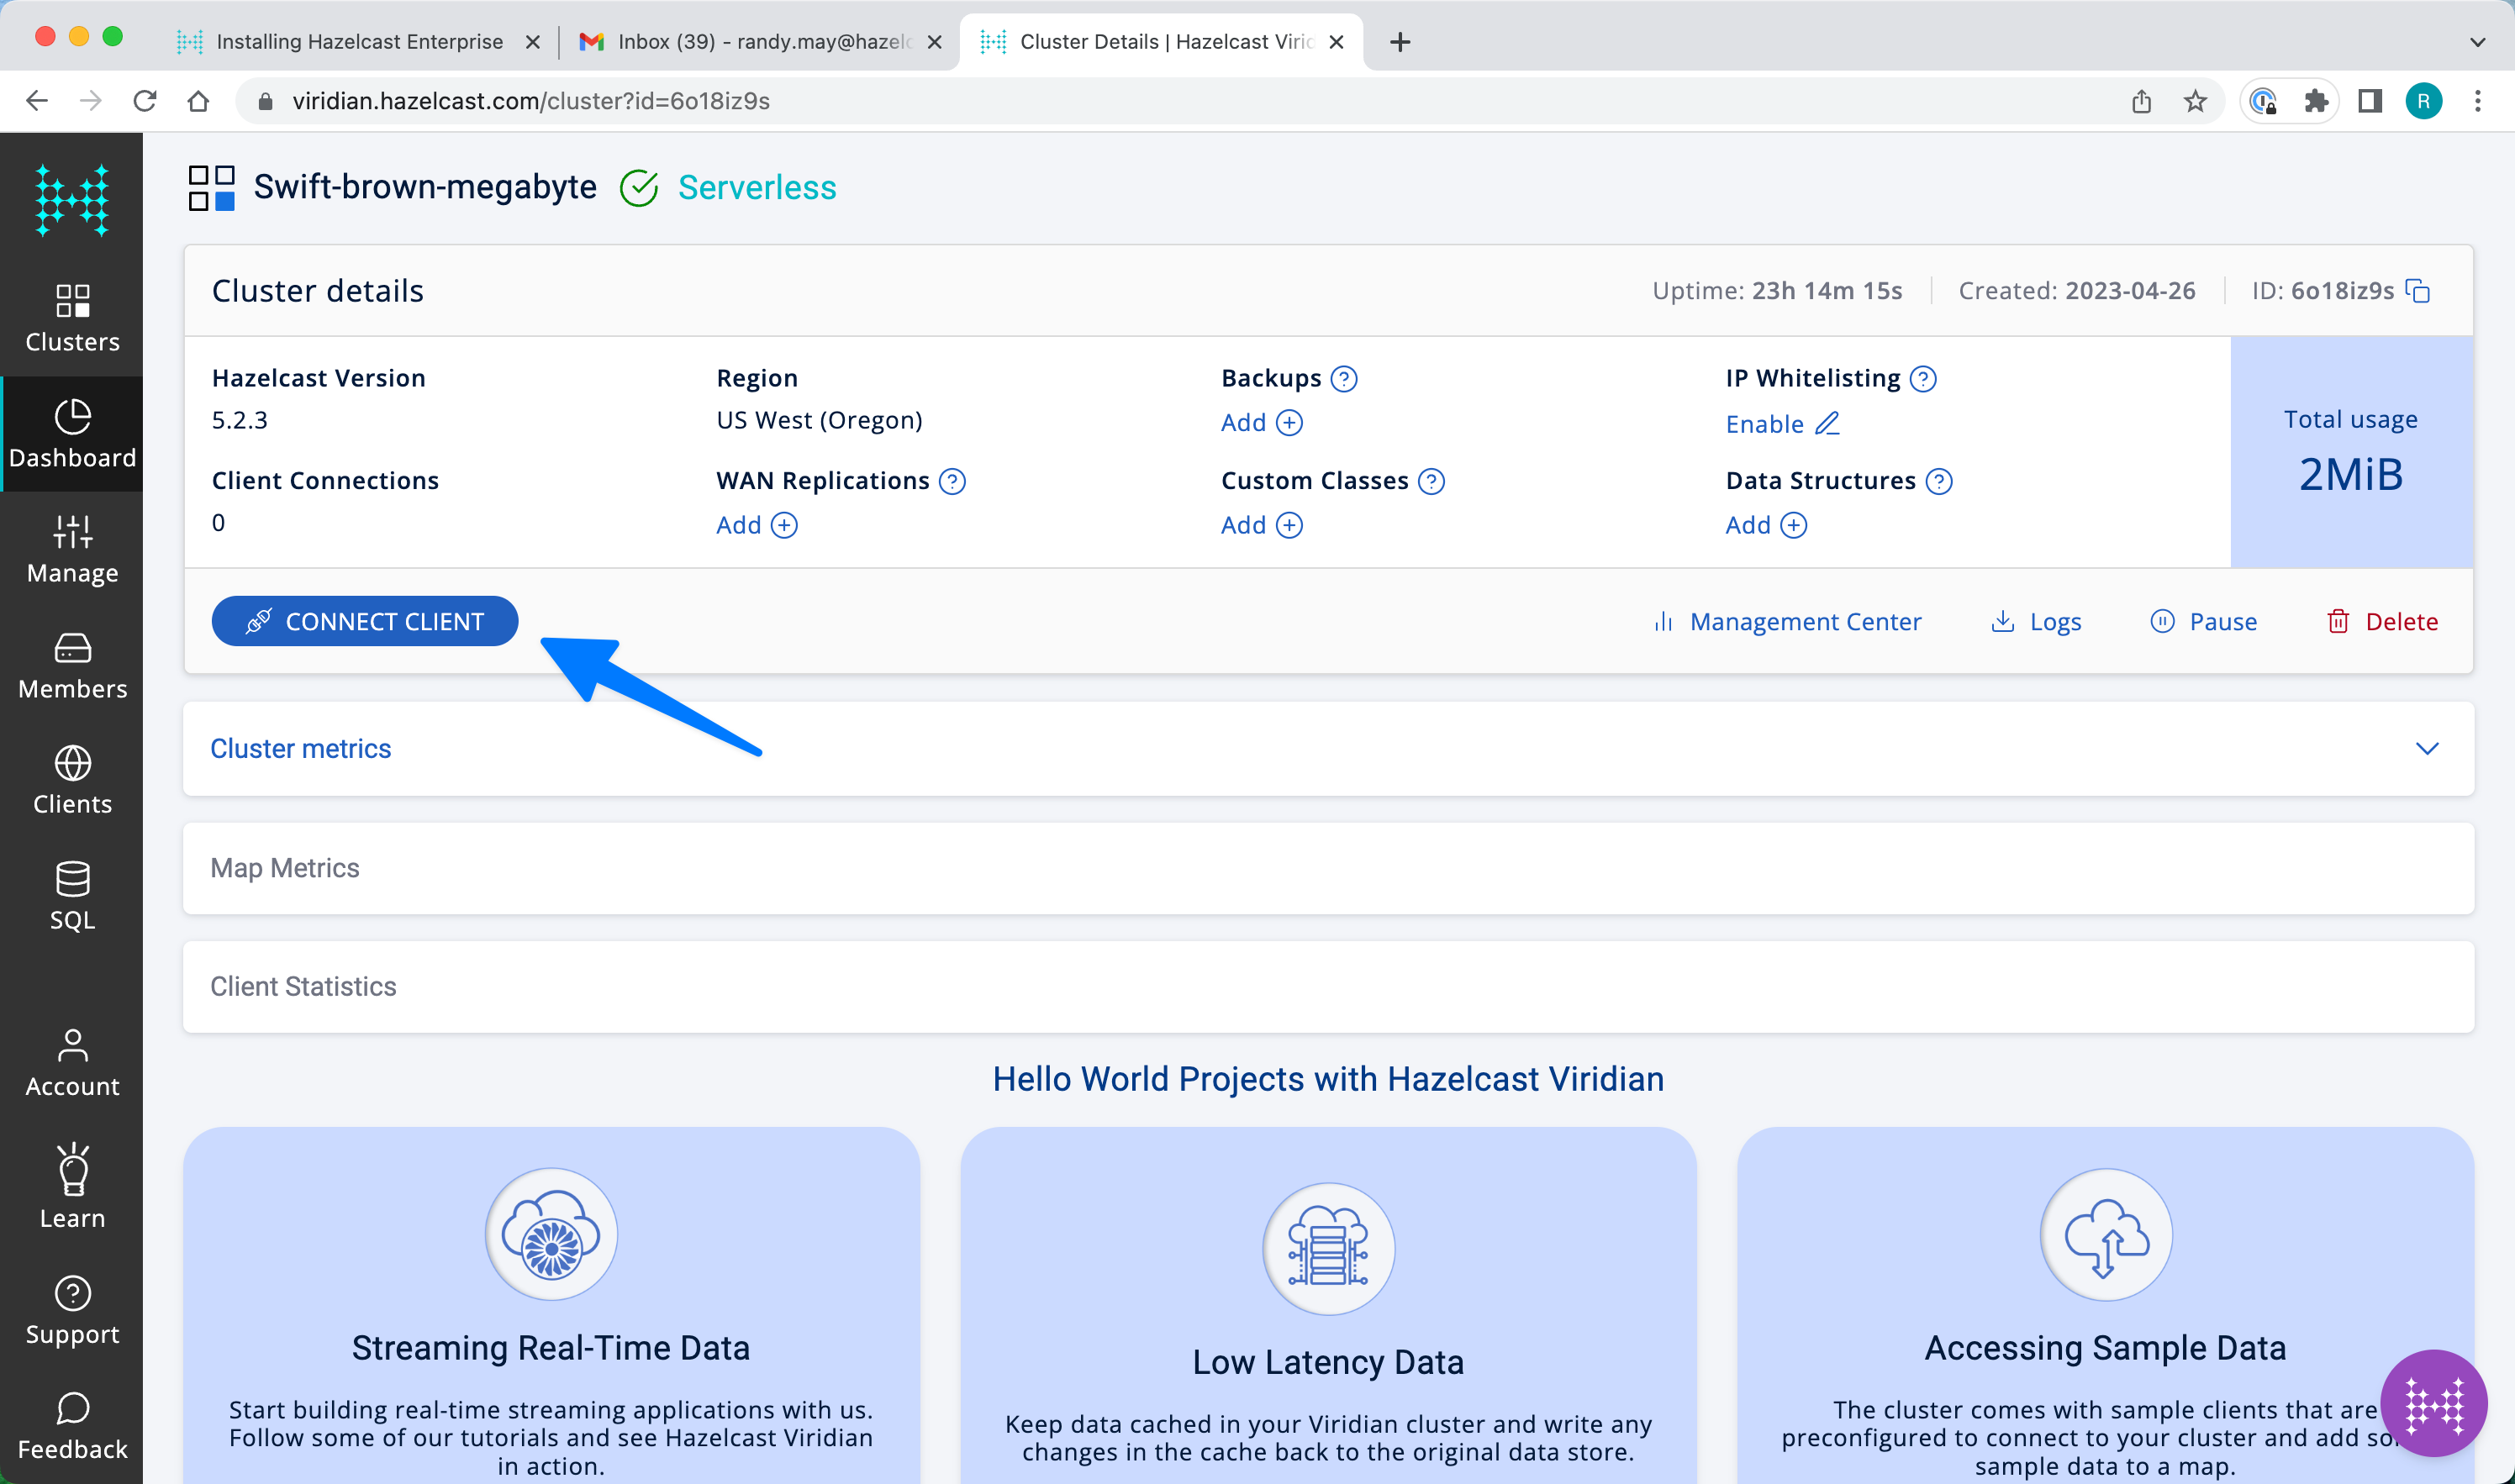 Installing Hazelcast Enterprise
Inbox (39) - randy.may@hazelc
Cluster Details | Hazelcast Virid
viridian.hazelcast.com/cluster?id=6o18iz9s
R
Swift-brown-megabyte
Serverless
Cluster details
Uptime: 23h 14m 15s
Created: 2023-04-26
ID: 6o18iz9s
Clusters
Dashboard
Manage
Members
Clients
SQL
Account
Learn
Support
Feedback
Hazelcast Version
5.2.3
Region
US West (Oregon)
Backups ?
Add
IP Whitelisting ?
Enable
Client Connections
0
WAN Replications ?
Add
Custom Classes ?
Add
Data Structures ?
Add
Total usage
2MiB
CONNECT CLIENT
Management Center
Logs
Pause
Delete
Cluster metrics
Map Metrics
Client Statistics
Hello World Projects with Hazelcast Viridian
Streaming Real-Time Data
Start building real-time streaming applications with us.
Follow some of our tutorials and see Hazelcast Viridian
in action.
Low Latency Data
Keep data cached in your Viridian cluster and write any
changes in the cache back to the original data store.
Accessing Sample Data
The cluster comes with sample clients that are
preconfigured to connect to your cluster and add so
sample data to a map.